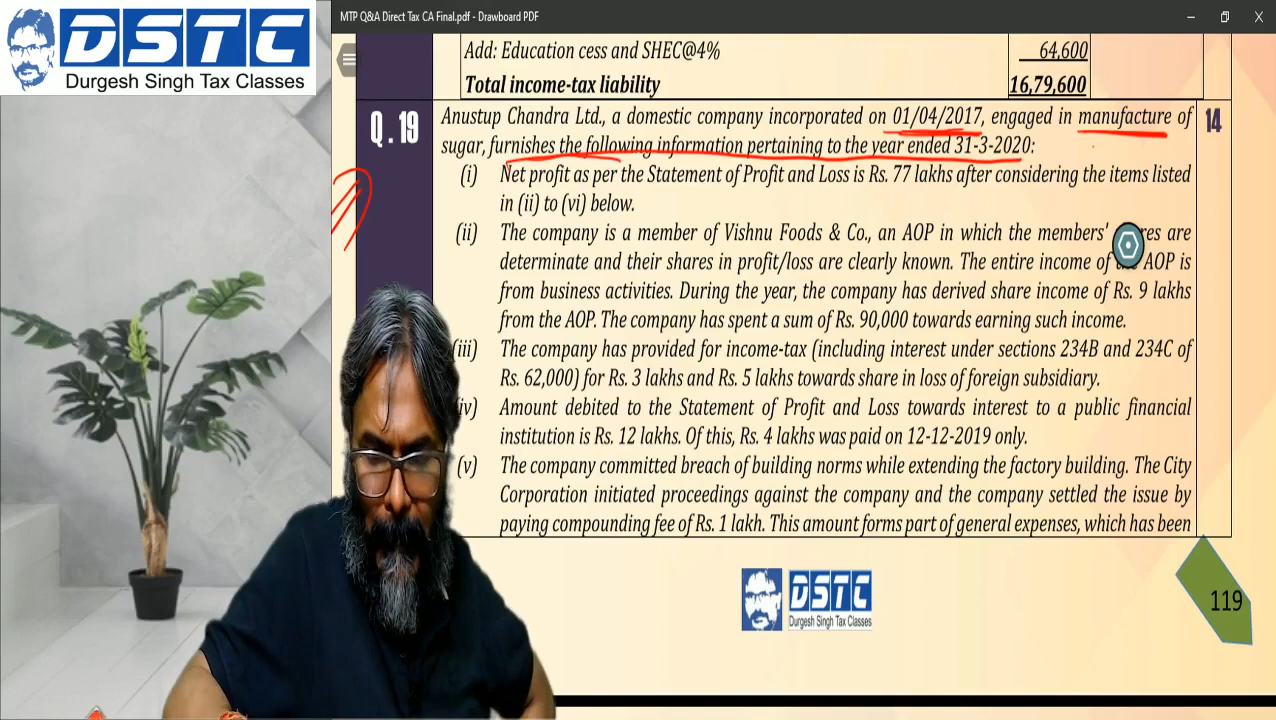 MTP Q&A Direct Tax CA Final.pdf - Drawboard PDF
DSTC
Durgesh Singh Tax Classes
Add: Education cess and SHEC@4% 64,600
Total income-tax liability 16,79,600
Q.19
Anustup Chandra Ltd., a domestic company incorporated on 01/04/2017, engaged in manufacture of
sugar, furnishes the following information pertaining to the year ended 31-3-2020:
14
(i) Net profit as per the Statement of Profit and Loss is Rs. 77 lakhs after considering the items listed
in (ii) to (vi) below.
(ii) The company is a member of Vishnu Foods & Co., an AOP in which the members' are
determinate and their shares in profit/loss are clearly known. The entire income of AOP is
from business activities. During the year, the company has derived share income of Rs. 9 lakhs
from the AOP. The company has spent a sum of Rs. 90,000 towards earning such income.
(iii) The company has provided for income-tax (including interest under sections 234B and 234C of
Rs. 62,000) for Rs. 3 lakhs and Rs. 5 lakhs towards share in loss of foreign subsidiary.
(iv) Amount debited to the Statement of Profit and Loss towards interest to a public financial
institution is Rs. 12 lakhs. Of this, Rs. 4 lakhs was paid on 12-12-2019 only.
(v) The company committed breach of building norms while extending the factory building. The City
Corporation initiated proceedings against the company and the company settled the issue by
paying compounding fee of Rs. 1 lakh. This amount forms part of general expenses, which has been
DSTC
Durgesh Singh Tax Classes
119